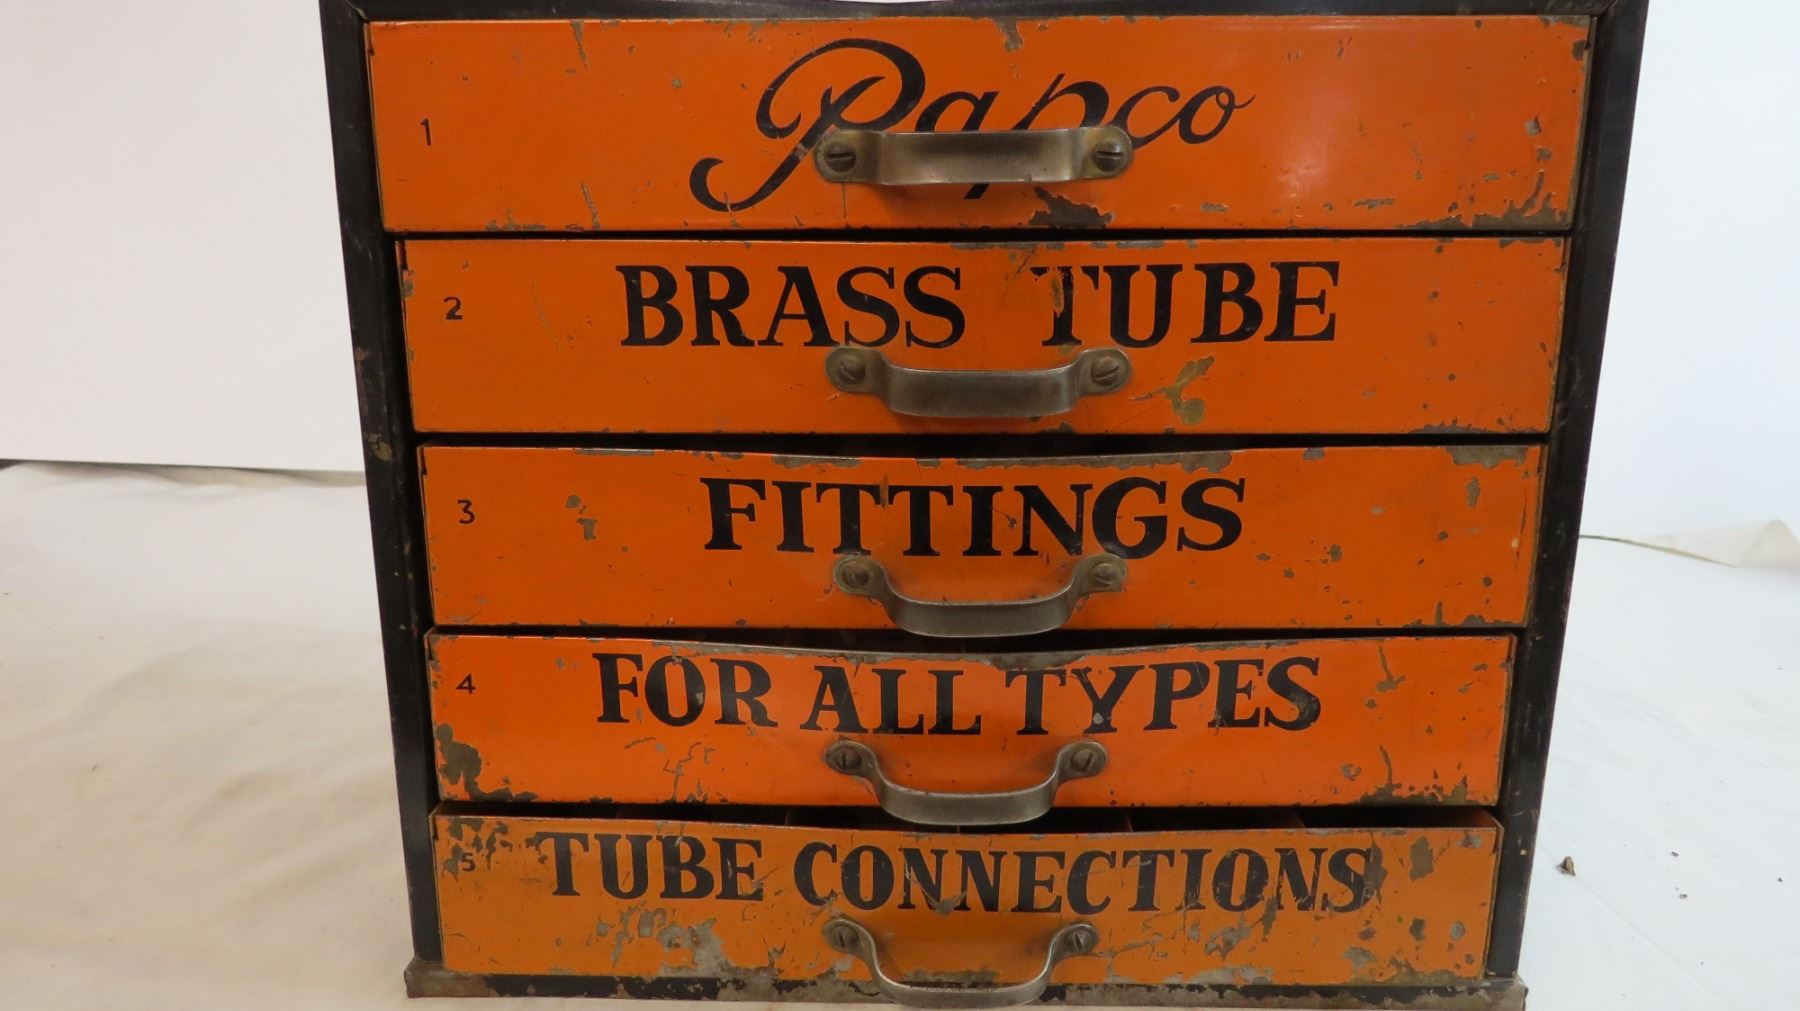 1 Papco
2 BRASS TUBE
3 FITTINGS
4 FOR ALL TYPES
5 TUBE CONNECTIONS